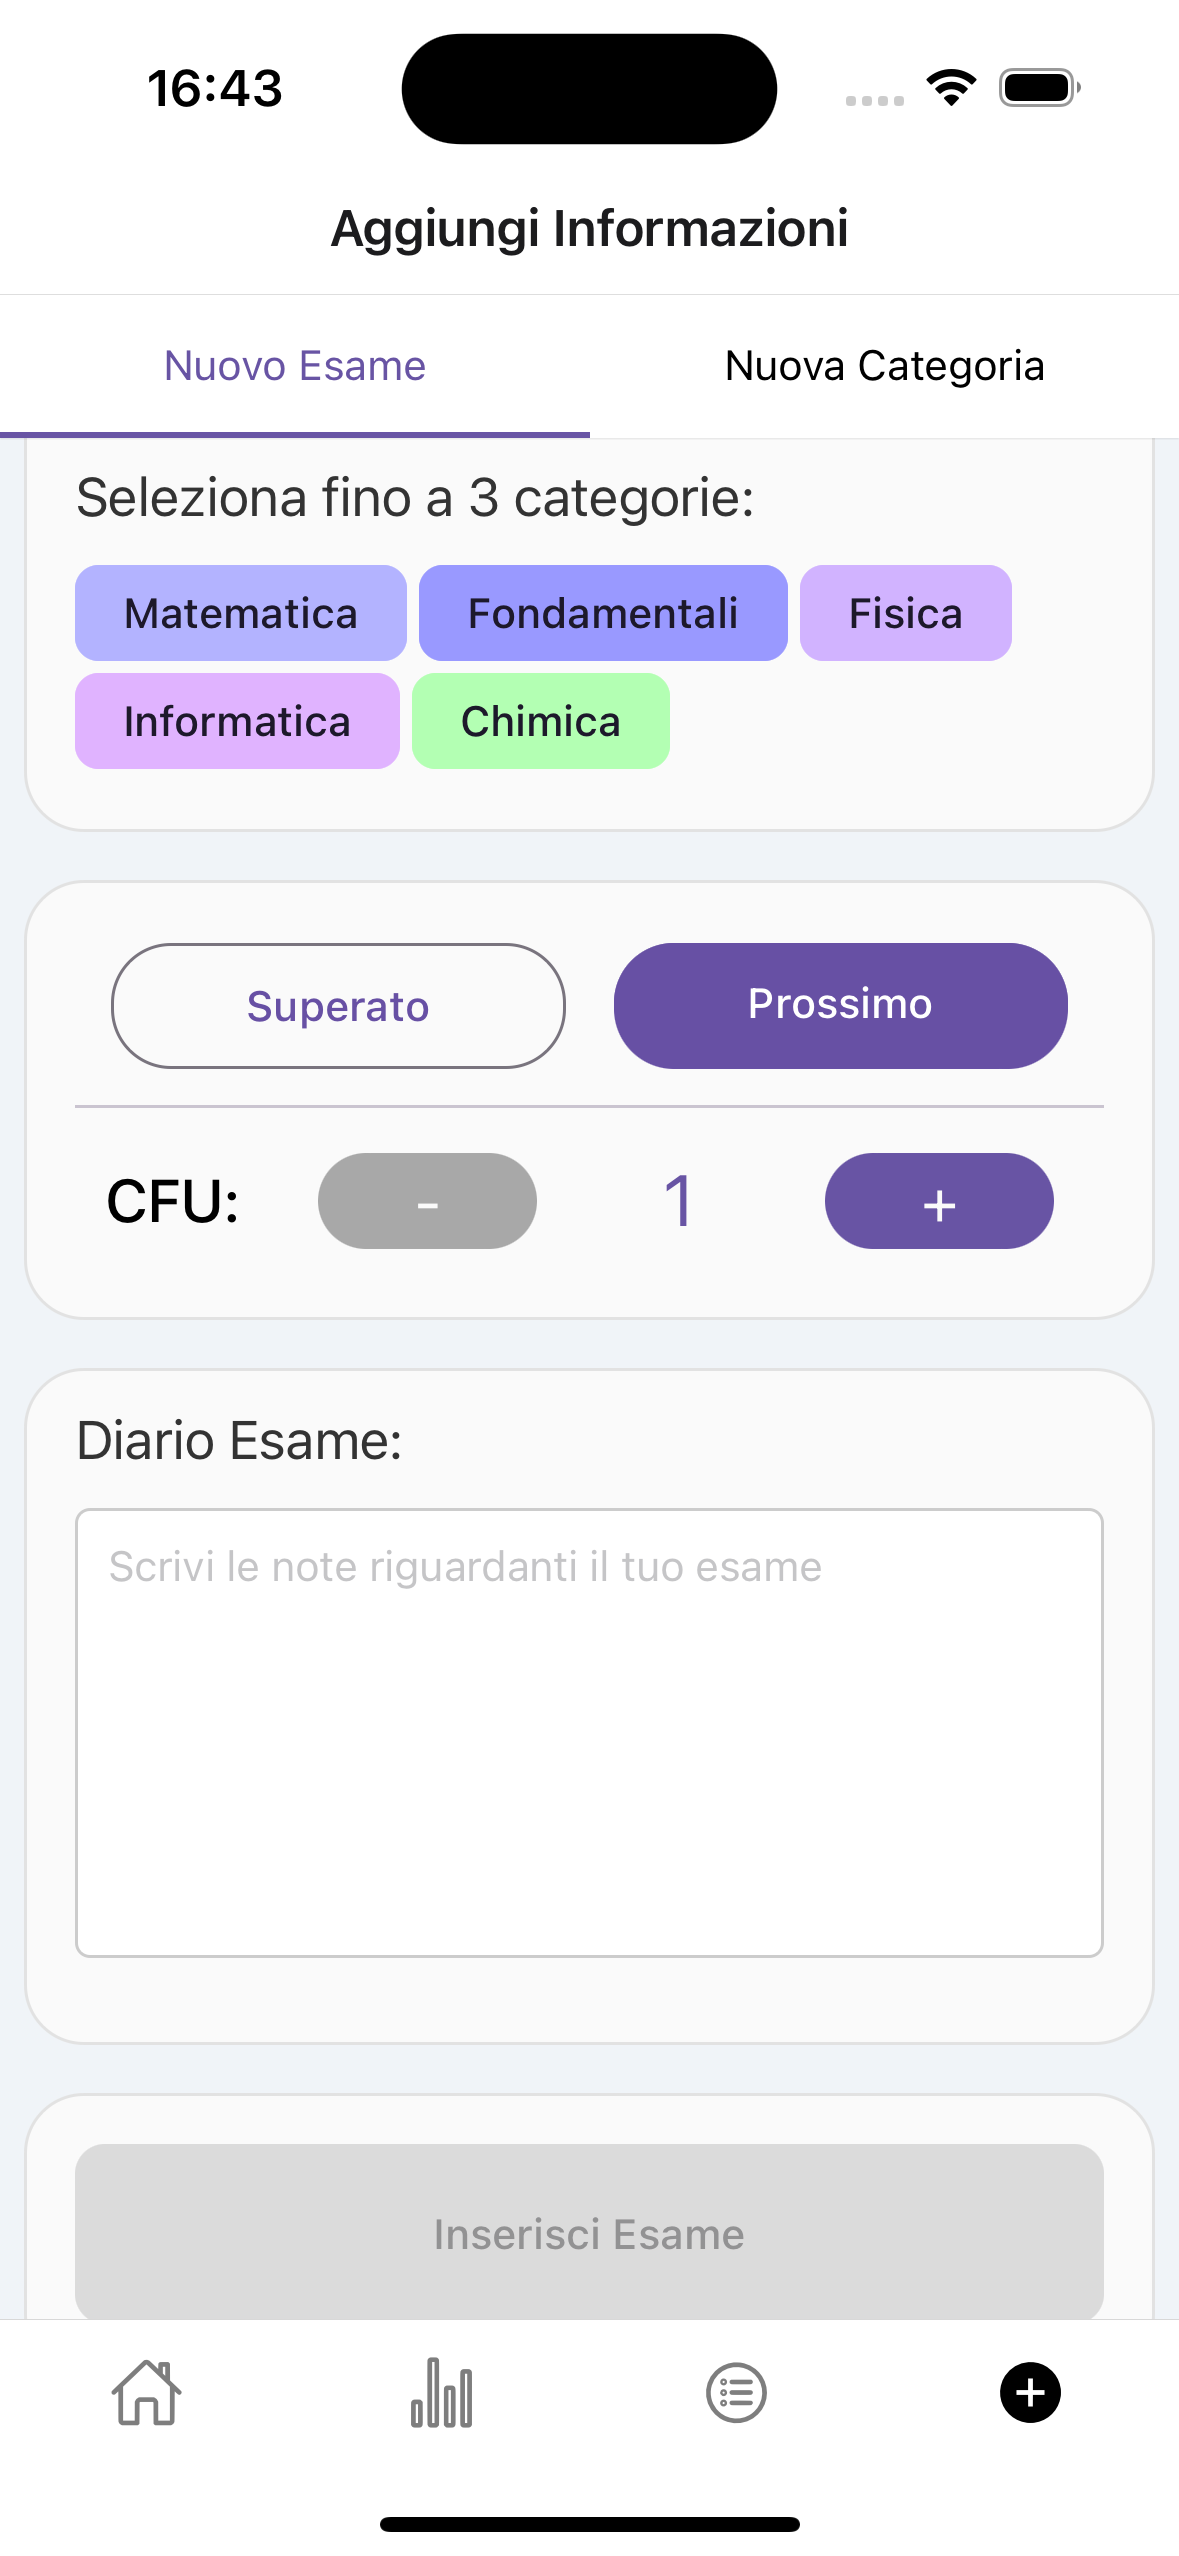 16:43
Aggiungi Informazioni
Nuovo Esame Nuova Categoria
Seleziona fino a 3 categorie:
Matematica Fondamentali Fisica
Informatica Chimica
Superato Prossimo
CFU: - 1 +
Diario Esame:
Scrivi le note riguardanti il tuo esame
Inserisci Esame